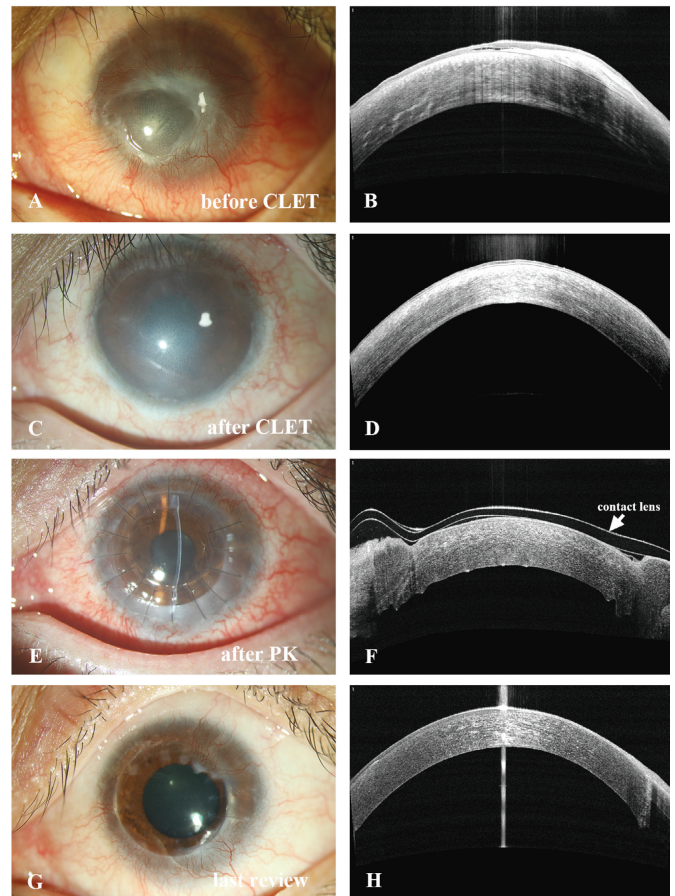 A
before CLET
B
C
after CLET
D
E
after PK
contact lens
F
G
last review
H